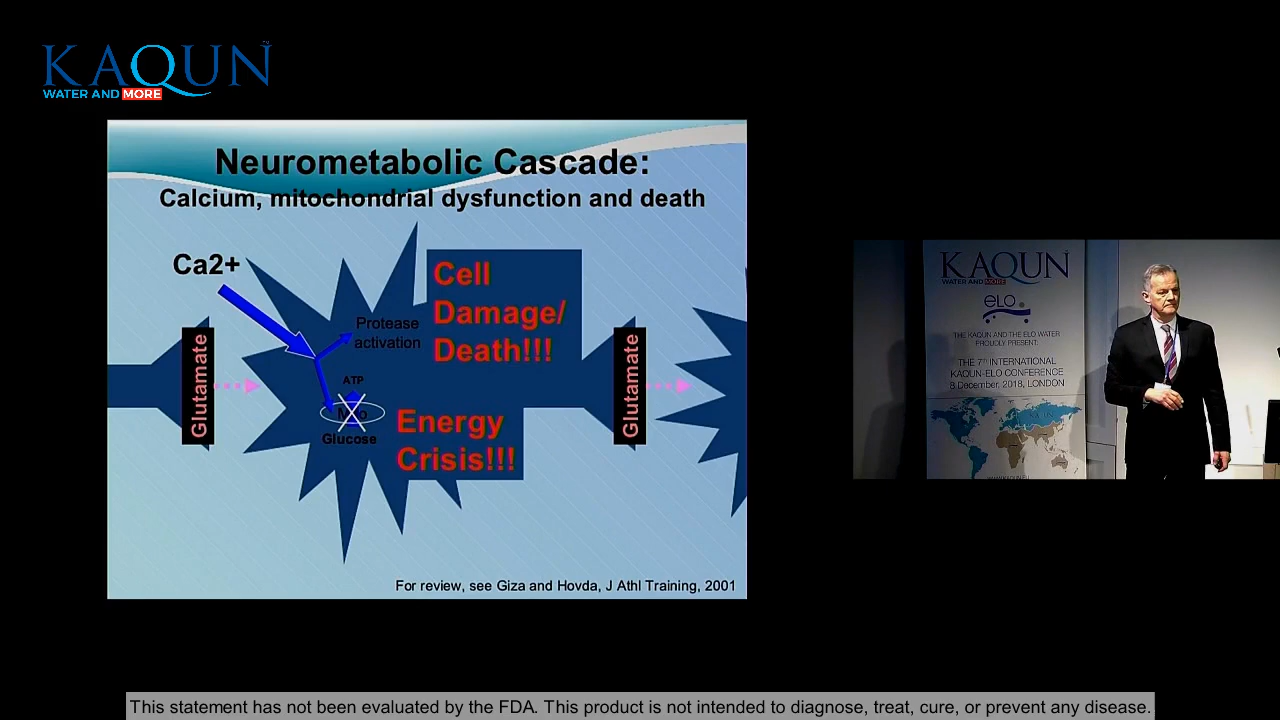 KAQUN
WATER AND MORE
Neurometabolic Cascade:
Calcium, mitochondrial dysfunction and death
Ca2+
Cell
Damage/
Death!!!
Protease
activation
Glutamate
ATP
Glucose
Energy
Crisis!!!
Glutamate
For review, see Giza and Hovda, J Athl Training, 2001
KAQUN
WATER AND MORE
elo
THE KAQUN AND THE ELO WATER
PROUDLY PRESENT:
THE 7TH INTERNATIONAL
KAQUN-ELO CONFERENCE
8 December, 2018, LONDON
KAQUN
This statement has not been evaluated by the FDA. This product is not intended to diagnose, treat, cure, or prevent any disease.